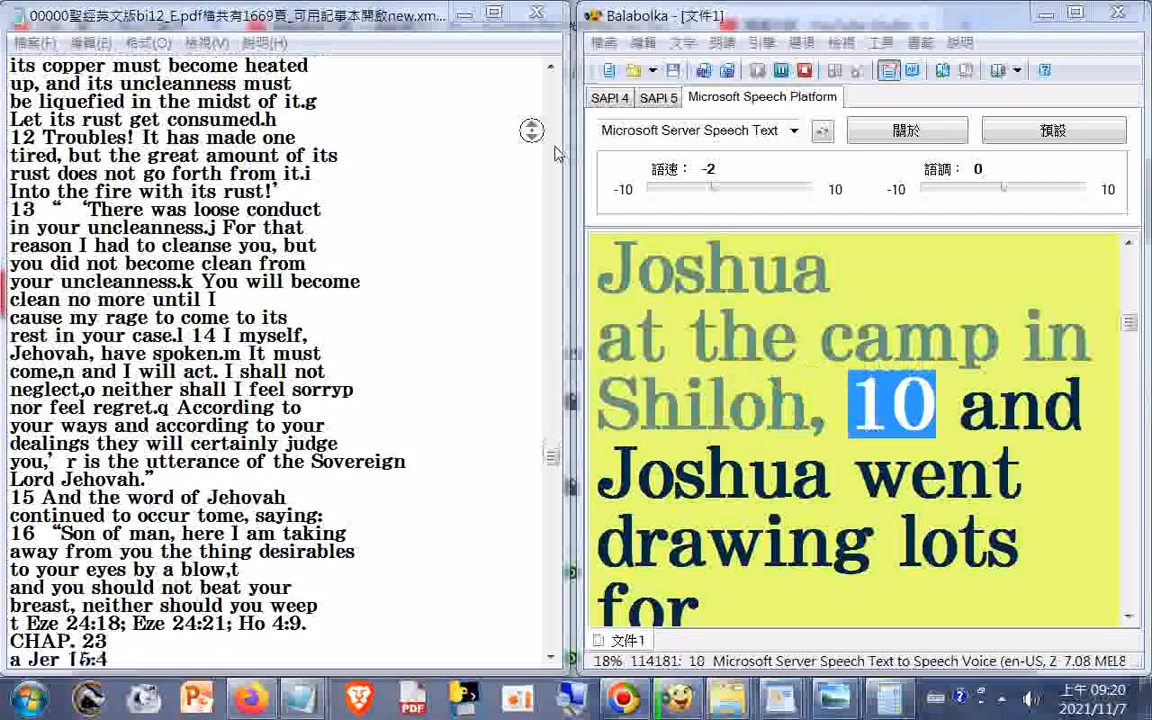 00000聖經英文版bi12_E.pdf檔共有1669頁_可用記事本開啟new.xm...
檔案(F) 編輯(E) 格式(O) 檢視(V) 說明(H)
its copper must become heated
up, and its uncleanness must
be liquefied in the midst of it.g
Let its rust get consumed.h
12 Troubles! It has made one
tired, but the great amount of its
rust does not go forth from it.i
Into the fire with its rust!’
13 “ ‘There was loose conduct
in your uncleanness.j For that
reason I had to cleanse you, but
you did not become clean from
your uncleanness.k You will become
clean no more until I
cause my rage to come to its
rest in your case.l 14 I myself,
Jehovah, have spoken.m It must
come,n and I will act. I shall not
neglect,o neither shall I feel sorryp
nor feel regret.q According to
your ways and according to your
dealings they will certainly judge
you,’ r is the utterance of the Sovereign
Lord Jehovah.”
15 And the word of Jehovah
continued to occur tome, saying:
16 “Son of man, here I am taking
away from you the thing desirables
to your eyes by a blow,t
and you should not beat your
breast, neither should you weep
t Eze 24:18; Eze 24:21; Ho 4:9.
CHAP. 23
a Jer 15:4
Balabolka - [文件1]
檔案 編輯 文字 朗讀 引擎 選項 檢視 工具 書籤 說明
SAPI 4 SAPI 5 Microsoft Speech Platform
Microsoft Server Speech Text 關於 預設
語速： -2 語調： 0
-10 10 -10 10
Joshua
at the camp in
Shiloh, 10 and
Joshua went
drawing lots
for
文件1
18% 114181: 10 Microsoft Server Speech Text to Speech Voice (en-US, Z 7.08 MEL8
PDF
上午 09:20
2021/11/7